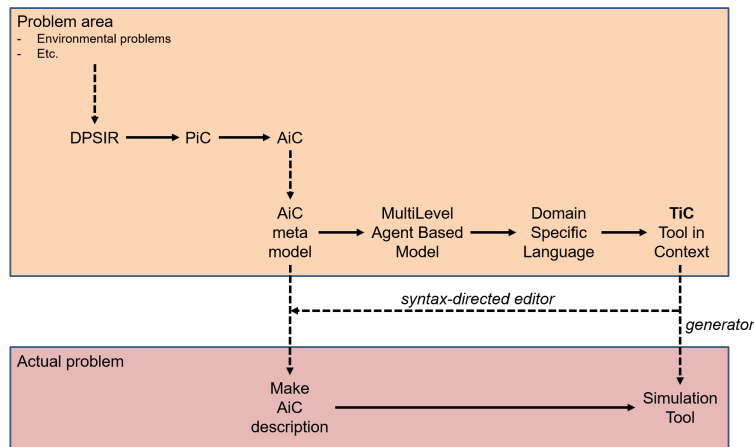 Problem area
- Environmental problems
- Etc.
DPSIR
PiC
AiC
AiC
meta
model
MultiLevel
Agent Based
Model
Domain
Specific
Language
TiC
Tool in
Context
syntax-directed editor
generator
Actual problem
Make
AiC
description
Simulation
Tool